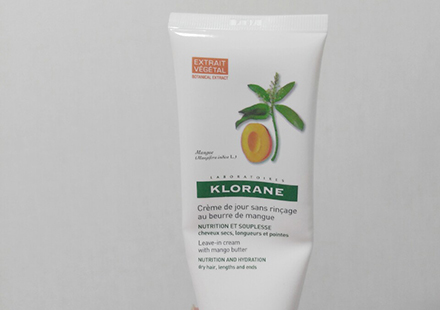 EXTRAIT
VÉGÉTAL
BOTANICAL EXTRACT
Mangue
(Mangifera indica L.)
LABORATOIRES
KLORANE
Crème de jour sans rinçage
au beurre de mangue
NUTRITION ET SOUPLESSE
cheveux secs, longueurs et pointes
Leave-in cream
with mango butter
NUTRITION AND HYDRATION
dry hair, lengths and ends